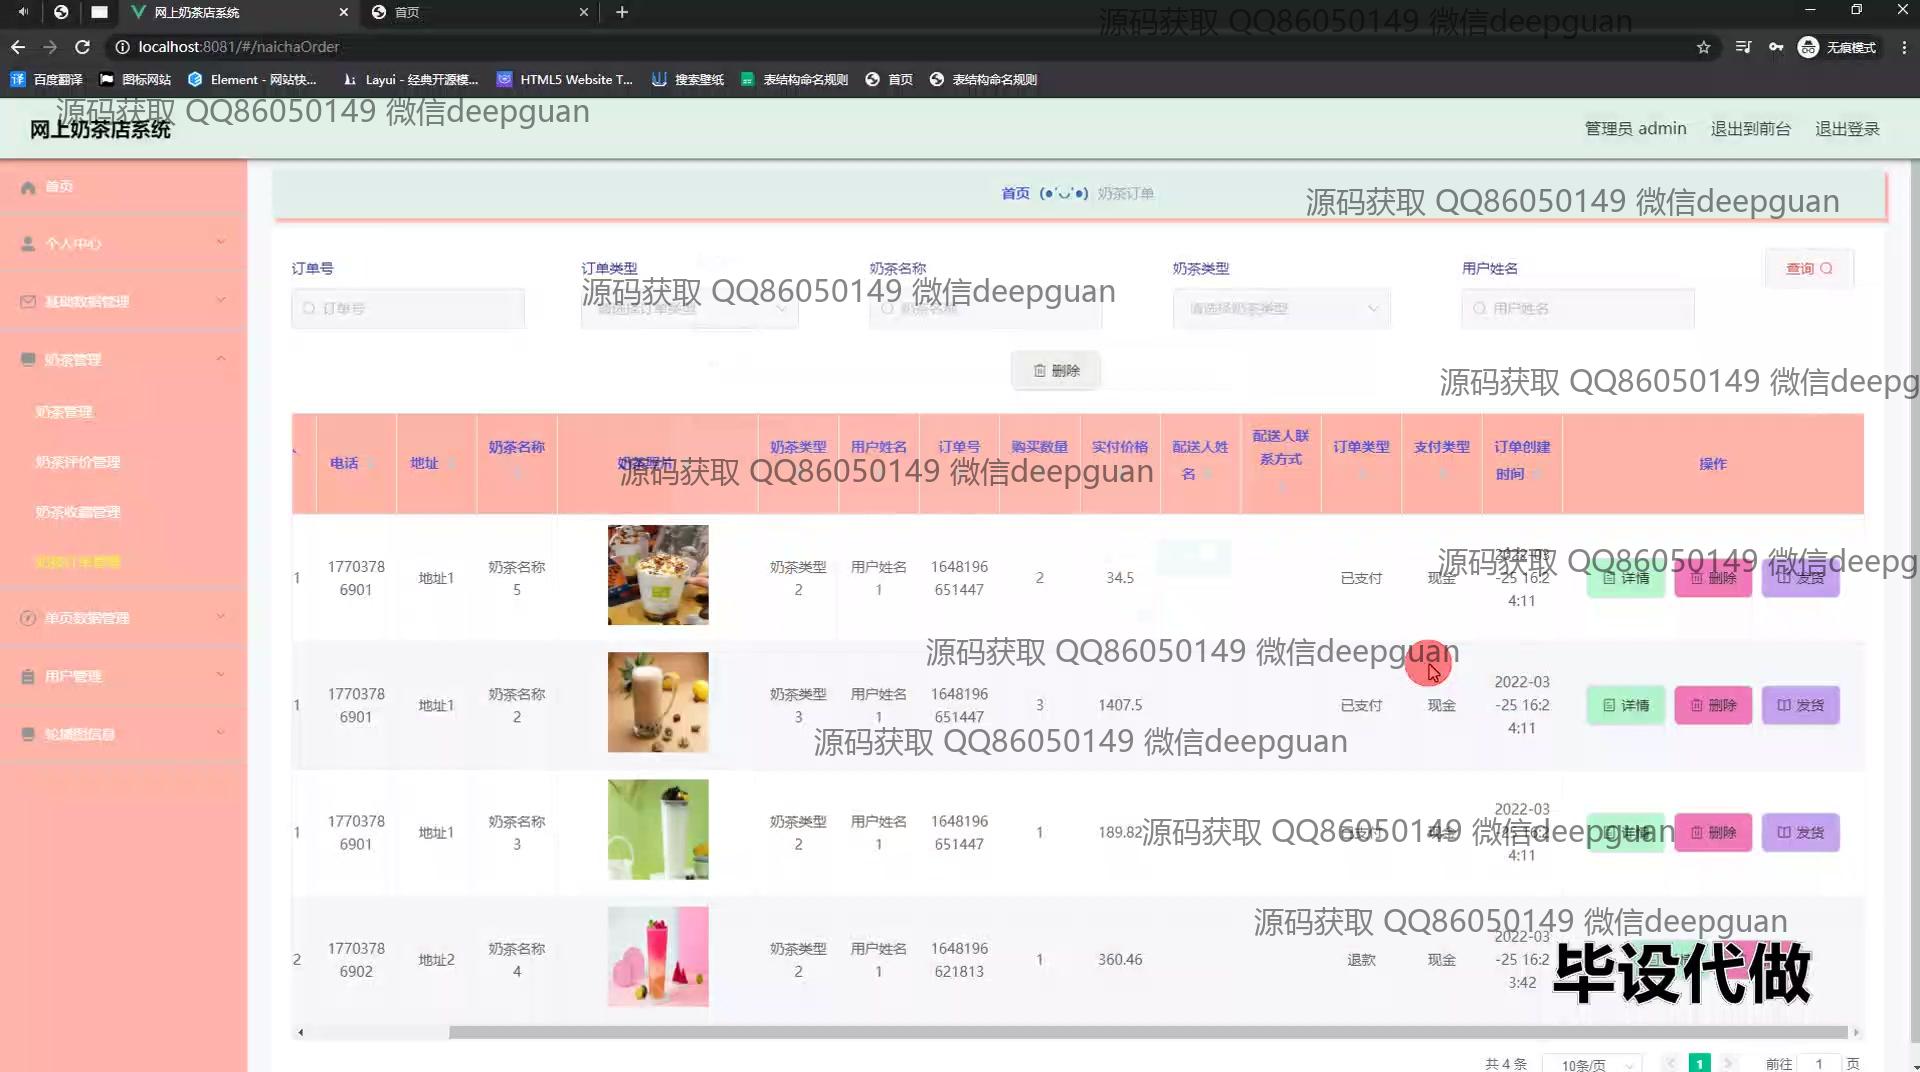 网上奶茶店系统
首页
localhost:8081/#/naichaOrder
无痕模式
百度翻译
图标网站
Element - 网站快...
Layui - 经典开源模...
HTML5 Website T...
搜索壁纸
表结构命名规则
首页
表结构命名规则
源码获取 QQ86050149 微信deepguan
源码获取 QQ86050149 微信deepguan
网上奶茶店系统
管理员 admin
退出到前台
退出登录
首页
个人中心
基础数据管理
奶茶管理
奶茶管理
奶茶评价管理
奶茶收藏管理
奶茶订单管理
单页数据管理
用户管理
轮播图信息
首页 (●'◡'●) 奶茶订单
源码获取 QQ86050149 微信deepguan
订单号
订单类型
奶茶名称
奶茶类型
用户姓名
查询
源码获取 QQ86050149 微信deepguan
订单号
请选择订单类型
奶茶名称
请选择奶茶类型
用户姓名
删除
源码获取 QQ86050149 微信deepg
电话
地址
奶茶名称
奶茶照片
奶茶类型
用户姓名
订单号
购买数量
实付价格
配送人姓名
配送人联系方式
订单类型
支付类型
订单创建时间
操作
源码获取 QQ86050149 微信deepguan
1
17703786901
地址1
奶茶名称5
奶茶类型2
用户姓名1
1648196651447
2
34.5
已支付
现金
2022-03-25 16:24:11
详情
删除
发货
源码获取 QQ86050149 微信deepg
源码获取 QQ86050149 微信deepguan
1
17703786901
地址1
奶茶名称2
奶茶类型3
用户姓名1
1648196651447
3
1407.5
已支付
现金
2022-03-25 16:24:11
详情
删除
发货
源码获取 QQ86050149 微信deepguan
1
17703786901
地址1
奶茶名称3
奶茶类型2
用户姓名1
1648196651447
1
189.82
已支付
现金
2022-03-25 16:24:11
详情
删除
发货
源码获取 QQ86050149 微信deepguan
源码获取 QQ86050149 微信deepguan
2
17703786902
地址2
奶茶名称4
奶茶类型2
用户姓名1
1648196621813
1
360.46
退款
现金
2022-03-25 16:23:42
毕设代做
共 4 条
10条/页
1
前往
1
页